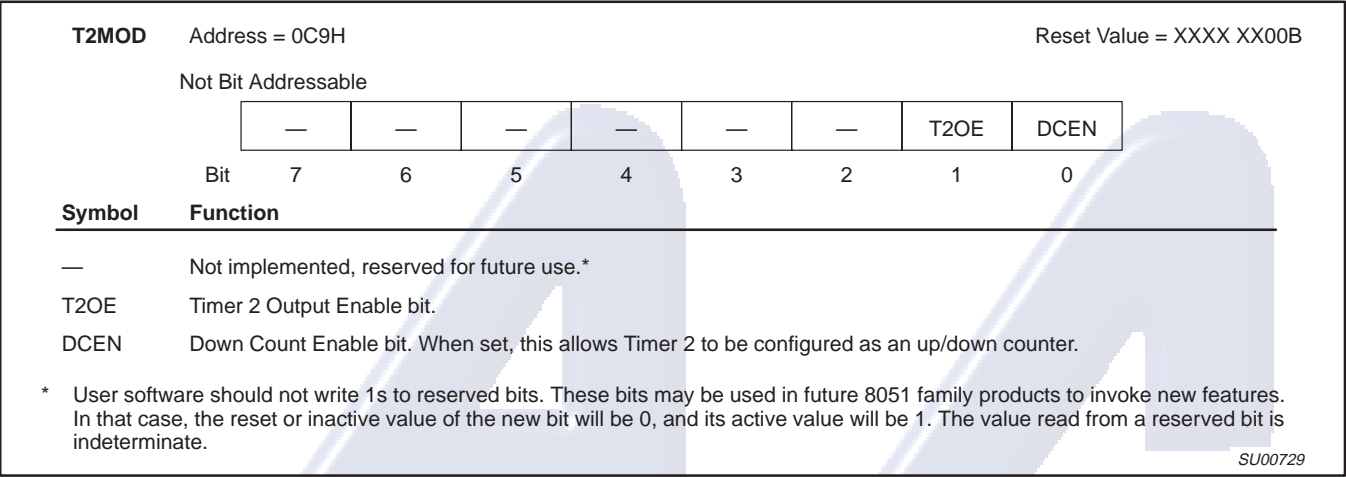 T2MOD Address = 0C9H Reset Value = XXXX XX00B
Not Bit Addressable
— — — — — — T2OE DCEN
Bit 7 6 5 4 3 2 1 0
Symbol Function
— Not implemented, reserved for future use.*
T2OE Timer 2 Output Enable bit.
DCEN Down Count Enable bit. When set, this allows Timer 2 to be configured as an up/down counter.
* User software should not write 1s to reserved bits. These bits may be used in future 8051 family products to invoke new features.
In that case, the reset or inactive value of the new bit will be 0, and its active value will be 1. The value read from a reserved bit is
indeterminate.
SU00729